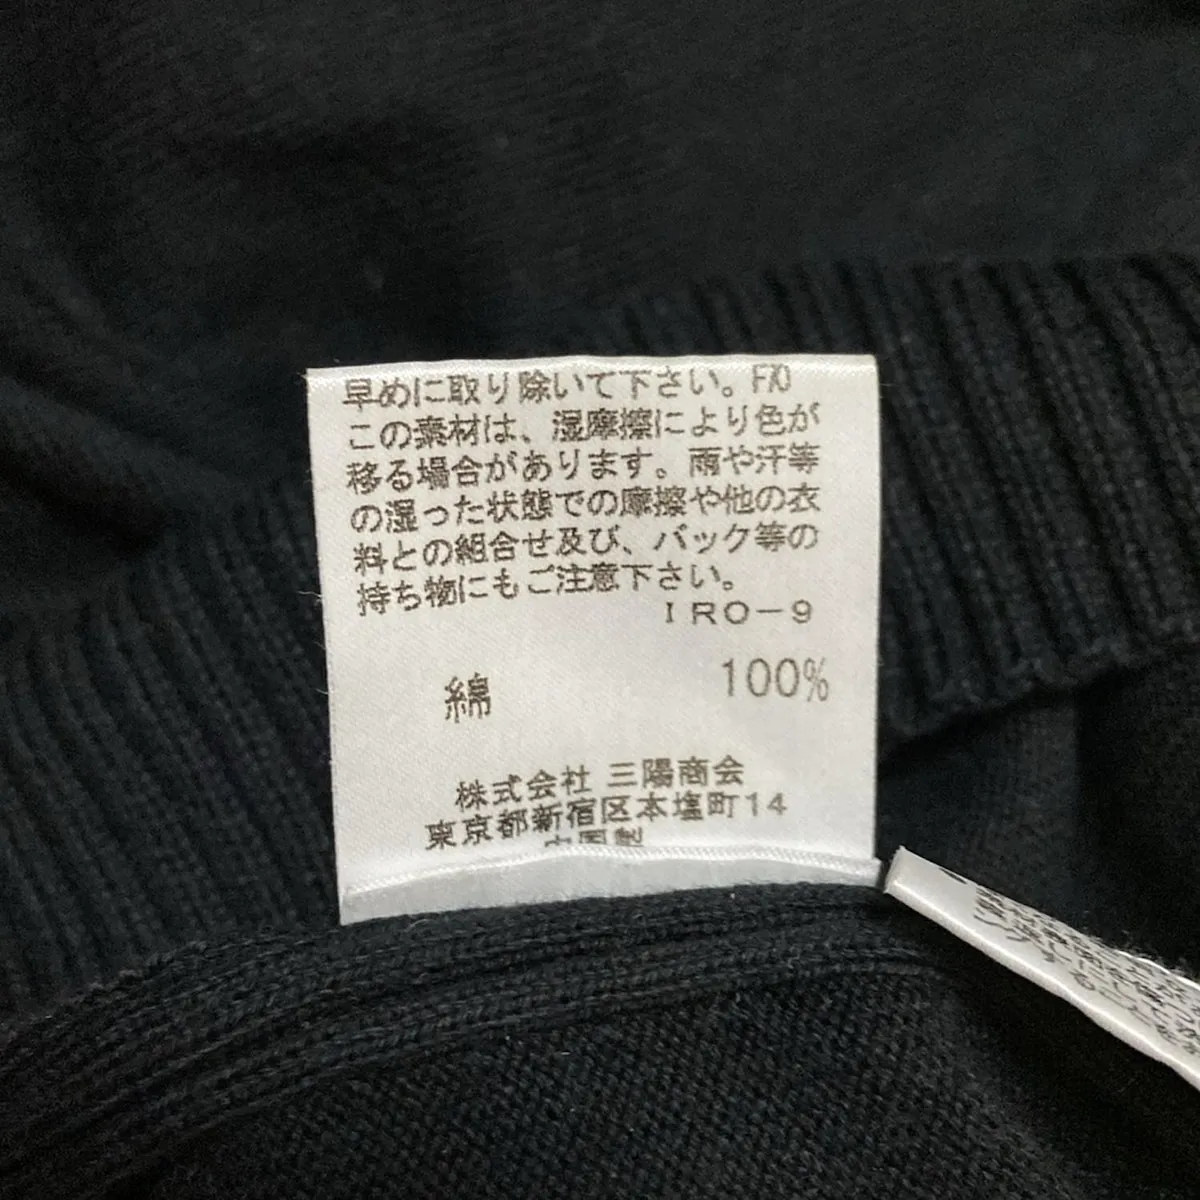 早めに取り除いて下さい。F/O
この素材は、湿摩擦により色が
移る場合があります。雨や汗等
の湿った状態での摩擦や他の衣
料との組合せ及び、バック等の
持ち物にもご注意下さい。
IRO-9
綿 100%
株式会社 三陽商会
東京都新宿区本塩町14
中国製